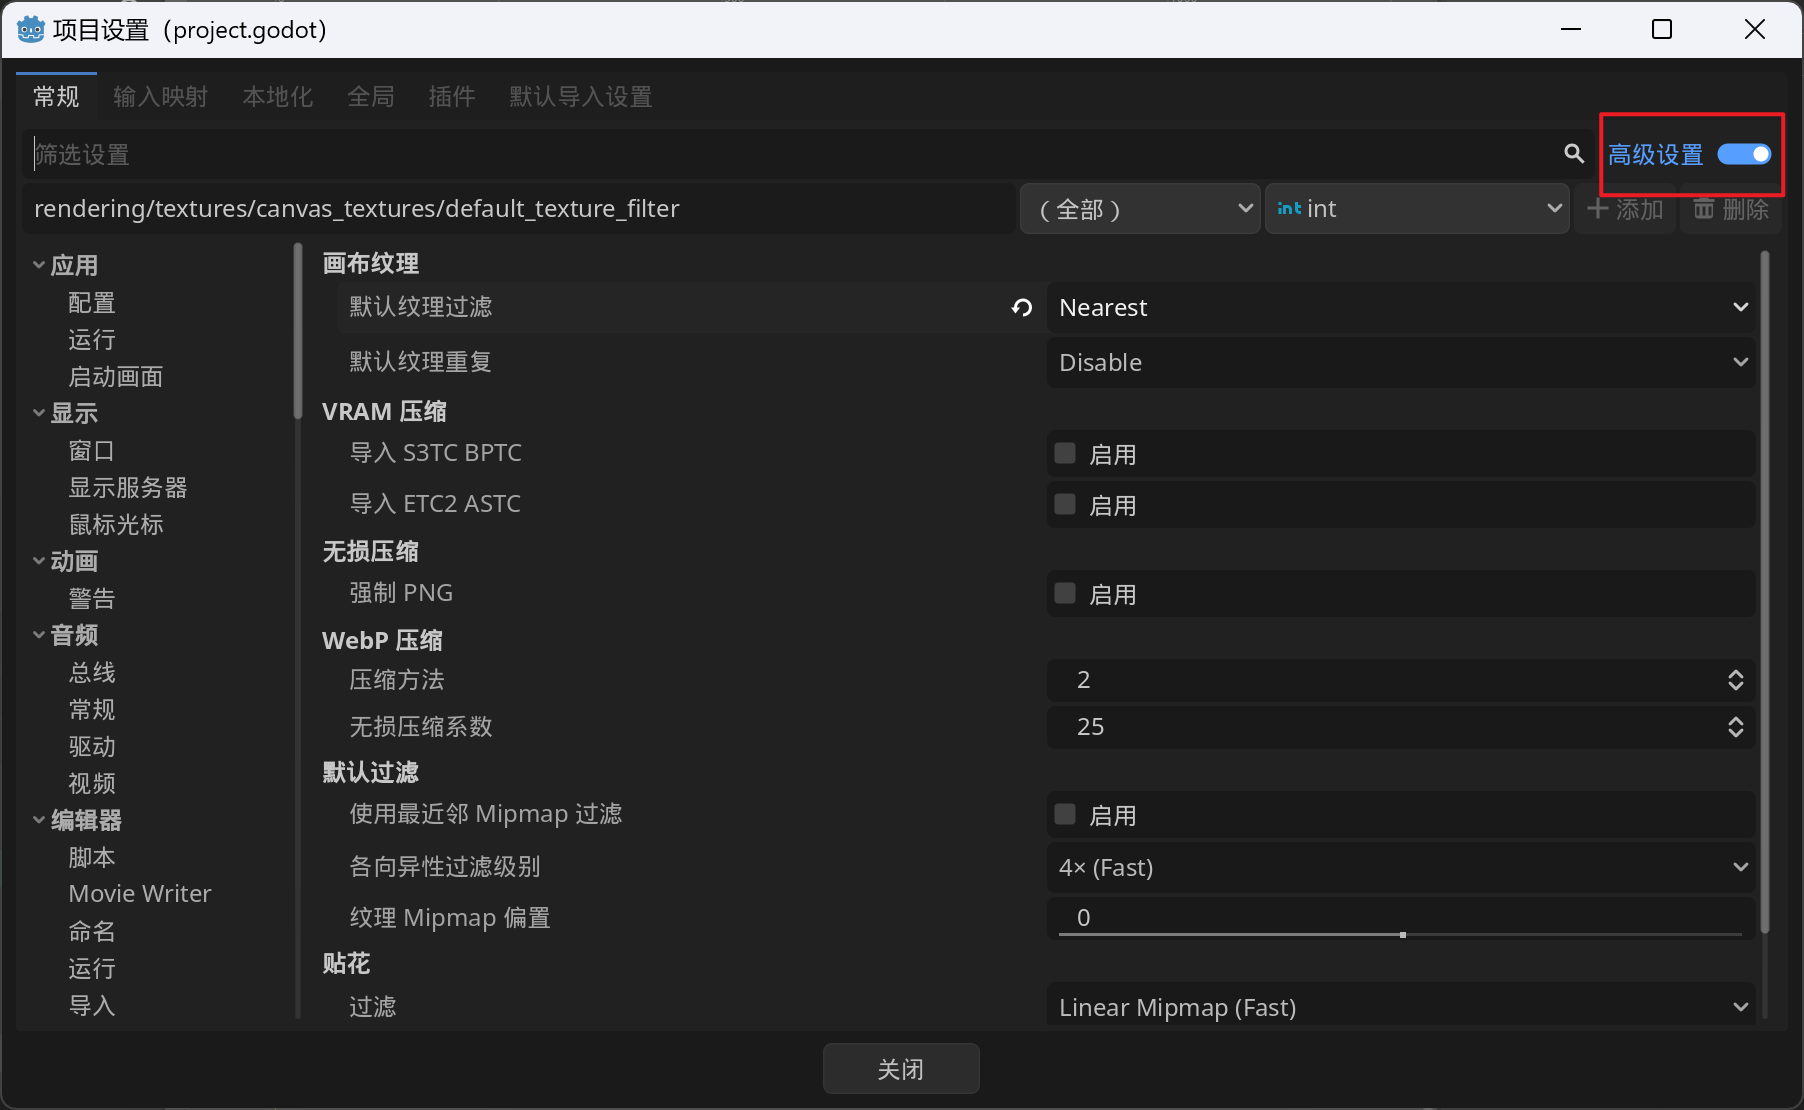 项目设置（project.godot）
常规 输入映射 本地化 全局 插件 默认导入设置
筛选设置 高级设置
rendering/textures/canvas_textures/default_texture_filter （全部） int int 添加 删除
应用
配置
运行
启动画面
显示
窗口
显示服务器
鼠标光标
动画
警告
音频
总线
常规
驱动
视频
编辑器
脚本
Movie Writer
命名
运行
导入
画布纹理
默认纹理过滤 Nearest
默认纹理重复 Disable
VRAM 压缩
导入 S3TC BPTC 启用
导入 ETC2 ASTC 启用
无损压缩
强制 PNG 启用
WebP 压缩
压缩方法 2
无损压缩系数 25
默认过滤
使用最近邻 Mipmap 过滤 启用
各向异性过滤级别 4× (Fast)
纹理 Mipmap 偏置 0
贴花
过滤 Linear Mipmap (Fast)
关闭